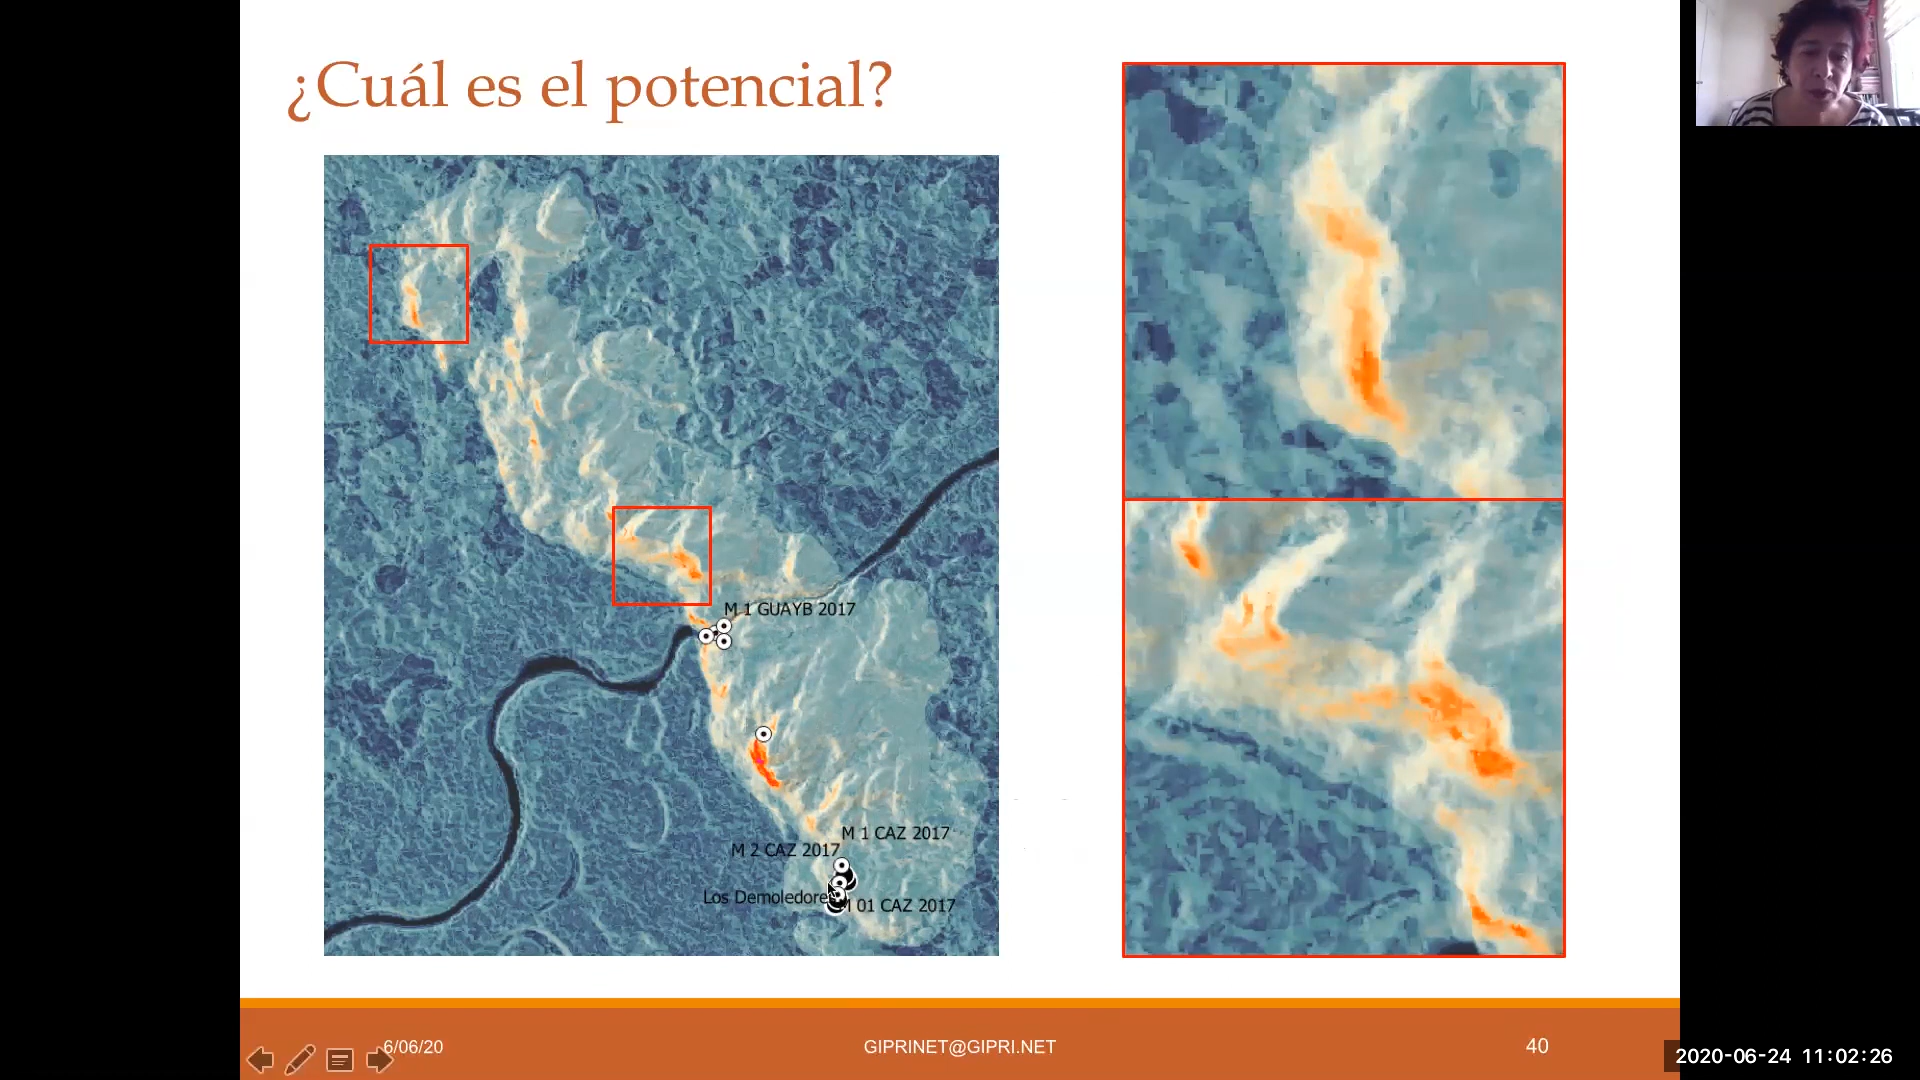 ¿Cuál es el potencial?
M 1 GUAYB 2017
M 1 CAZ 2017
M 2 CAZ 2017
Los Demoledore
01 CAZ 2017
6/06/20
GIPRINET@GIPRI.NET
40
2020-06-24 11:02:26